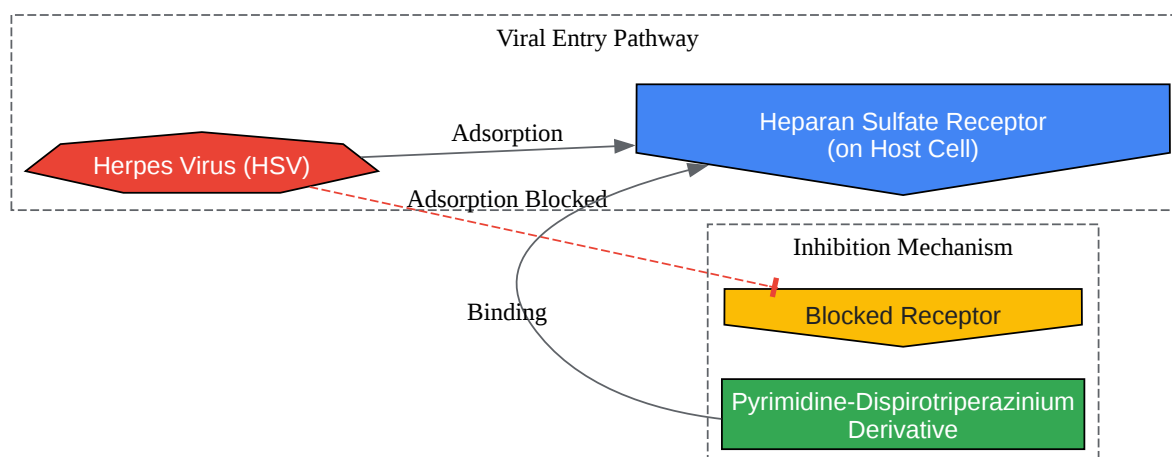 Viral Entry Pathway
Herpes Virus (HSV)
Adsorption
Heparan Sulfate Receptor
(on Host Cell)
Adsorption Blocked
Binding
Inhibition Mechanism
Blocked Receptor
Pyrimidine-Dispirotriperazinium
Derivative